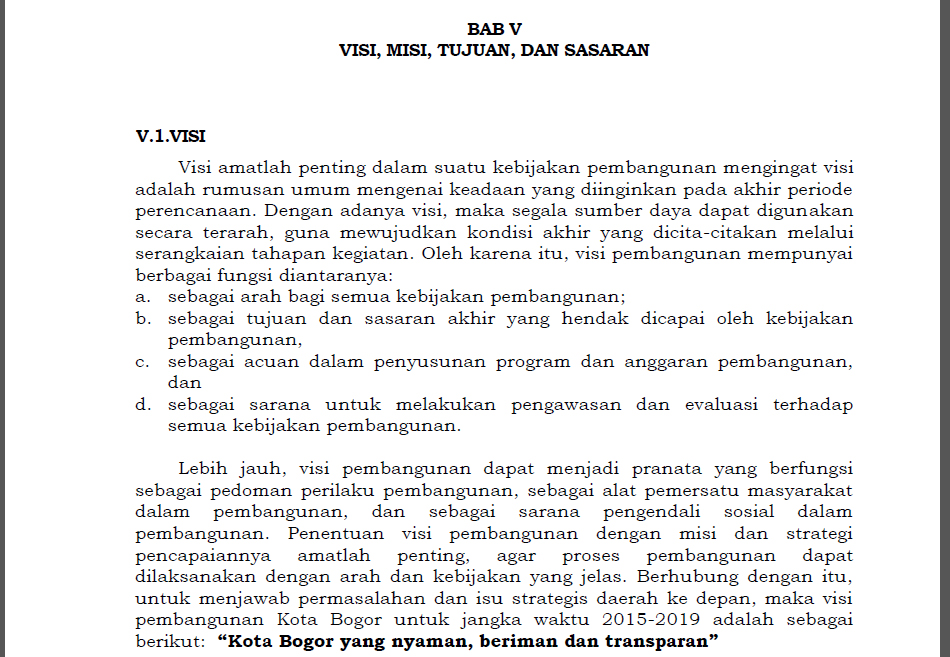 BAB V
VISI, MISI, TUJUAN, DAN SASARAN
V.1.VISI
Visi amatlah penting dalam suatu kebijakan pembangunan mengingat visi
adalah rumusan umum mengenai keadaan yang diinginkan pada akhir periode
perencanaan. Dengan adanya visi, maka segala sumber daya dapat digunakan
secara terarah, guna mewujudkan kondisi akhir yang dicita-citakan melalui
serangkaian tahapan kegiatan. Oleh karena itu, visi pembangunan mempunyai
berbagai fungsi diantaranya:
a. sebagai arah bagi semua kebijakan pembangunan;
b. sebagai tujuan dan sasaran akhir yang hendak dicapai oleh kebijakan
pembangunan,
c. sebagai acuan dalam penyusunan program dan anggaran pembangunan,
dan
d. sebagai sarana untuk melakukan pengawasan dan evaluasi terhadap
semua kebijakan pembangunan.
Lebih jauh, visi pembangunan dapat menjadi pranata yang berfungsi
sebagai pedoman perilaku pembangunan, sebagai alat pemersatu masyarakat
dalam pembangunan, dan sebagai sarana pengendali sosial dalam
pembangunan. Penentuan visi pembangunan dengan misi dan strategi
pencapaiannya amatlah penting, agar proses pembangunan dapat
dilaksanakan dengan arah dan kebijakan yang jelas. Berhubung dengan itu,
untuk menjawab permasalahan dan isu strategis daerah ke depan, maka visi
pembangunan Kota Bogor untuk jangka waktu 2015-2019 adalah sebagai
berikut: “Kota Bogor yang nyaman, beriman dan transparan”